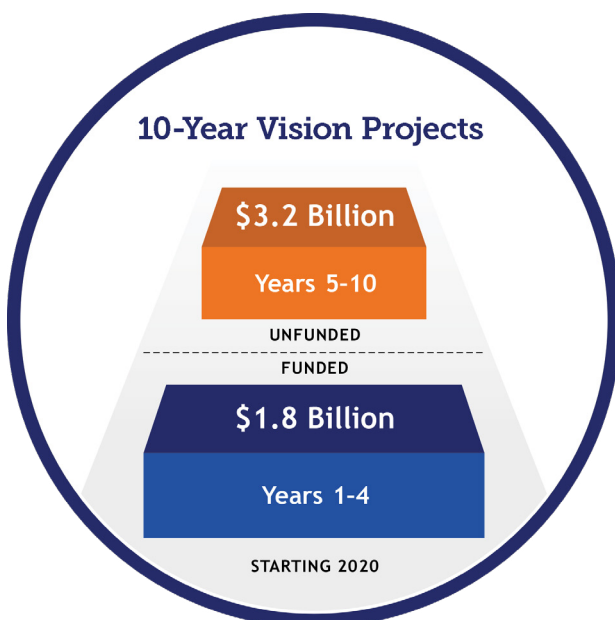 10-Year Vision Projects
$3.2 Billion
Years 5-10
UNFUNDED
FUNDED
$1.8 Billion
Years 1-4
STARTING 2020